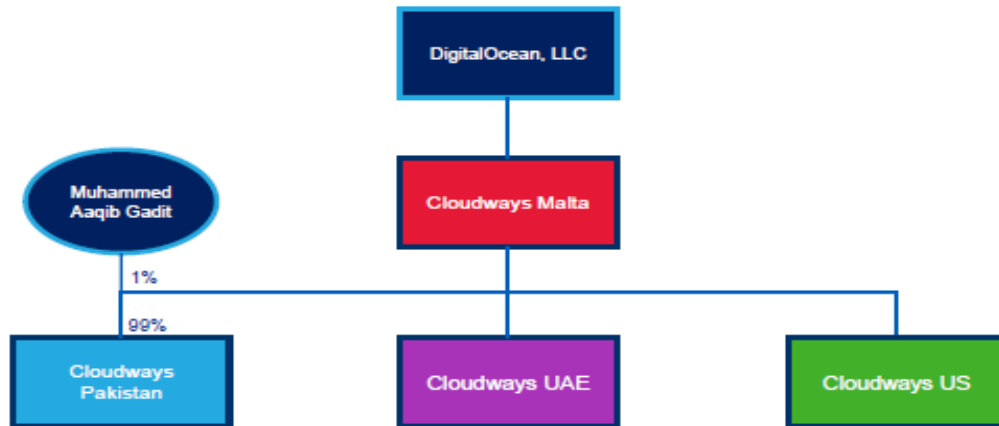 DigitalOcean, LLC
Muhammed
Aaqib Gadit
Cloudways Malta
1%
99%
Cloudways
Pakistan
Cloudways UAE
Cloudways US